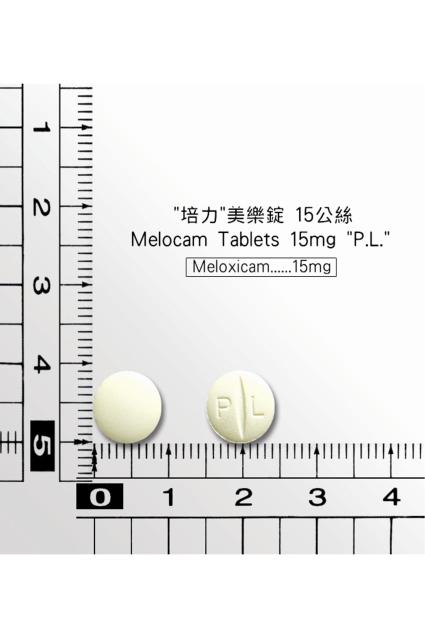 1
2
3
4
5
"培力"美樂錠 15公絲
Melocam Tablets 15mg "P.L."
Meloxicam......15mg
P L
0 1 2 3 4